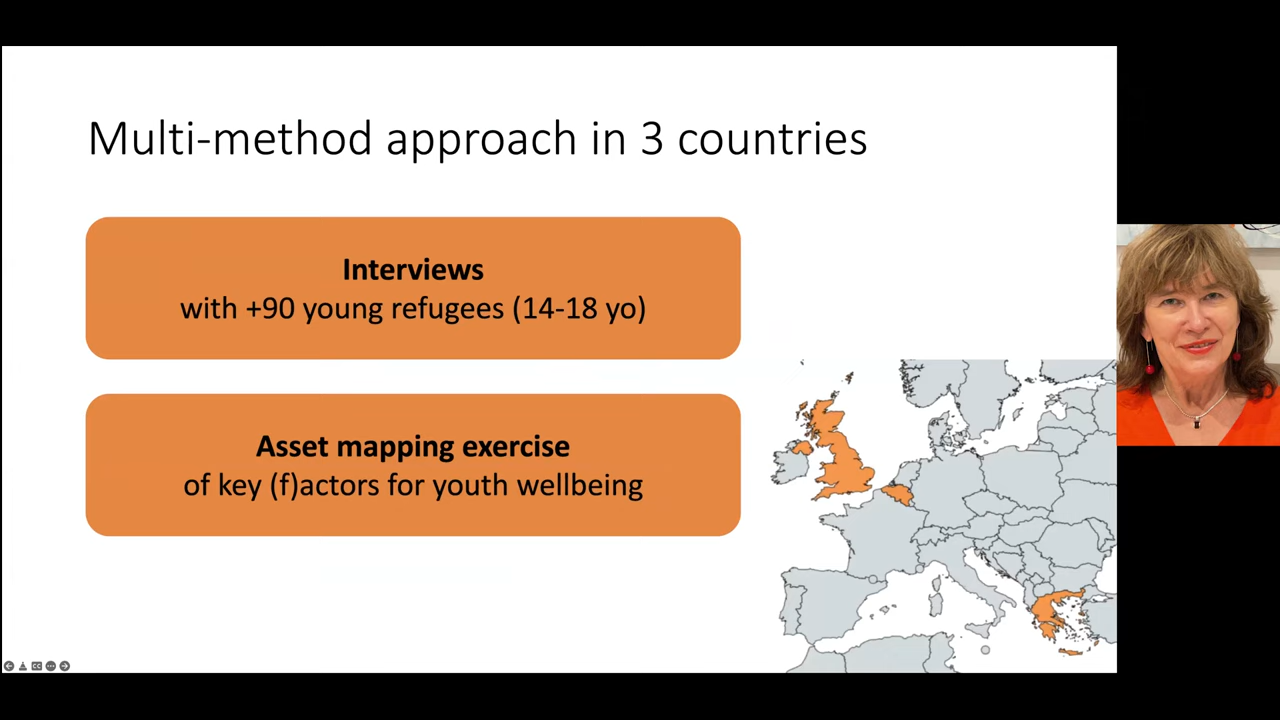 Multi-method approach in 3 countries
Interviews
with +90 young refugees (14-18 yo)
Asset mapping exercise
of key (f)actors for youth wellbeing